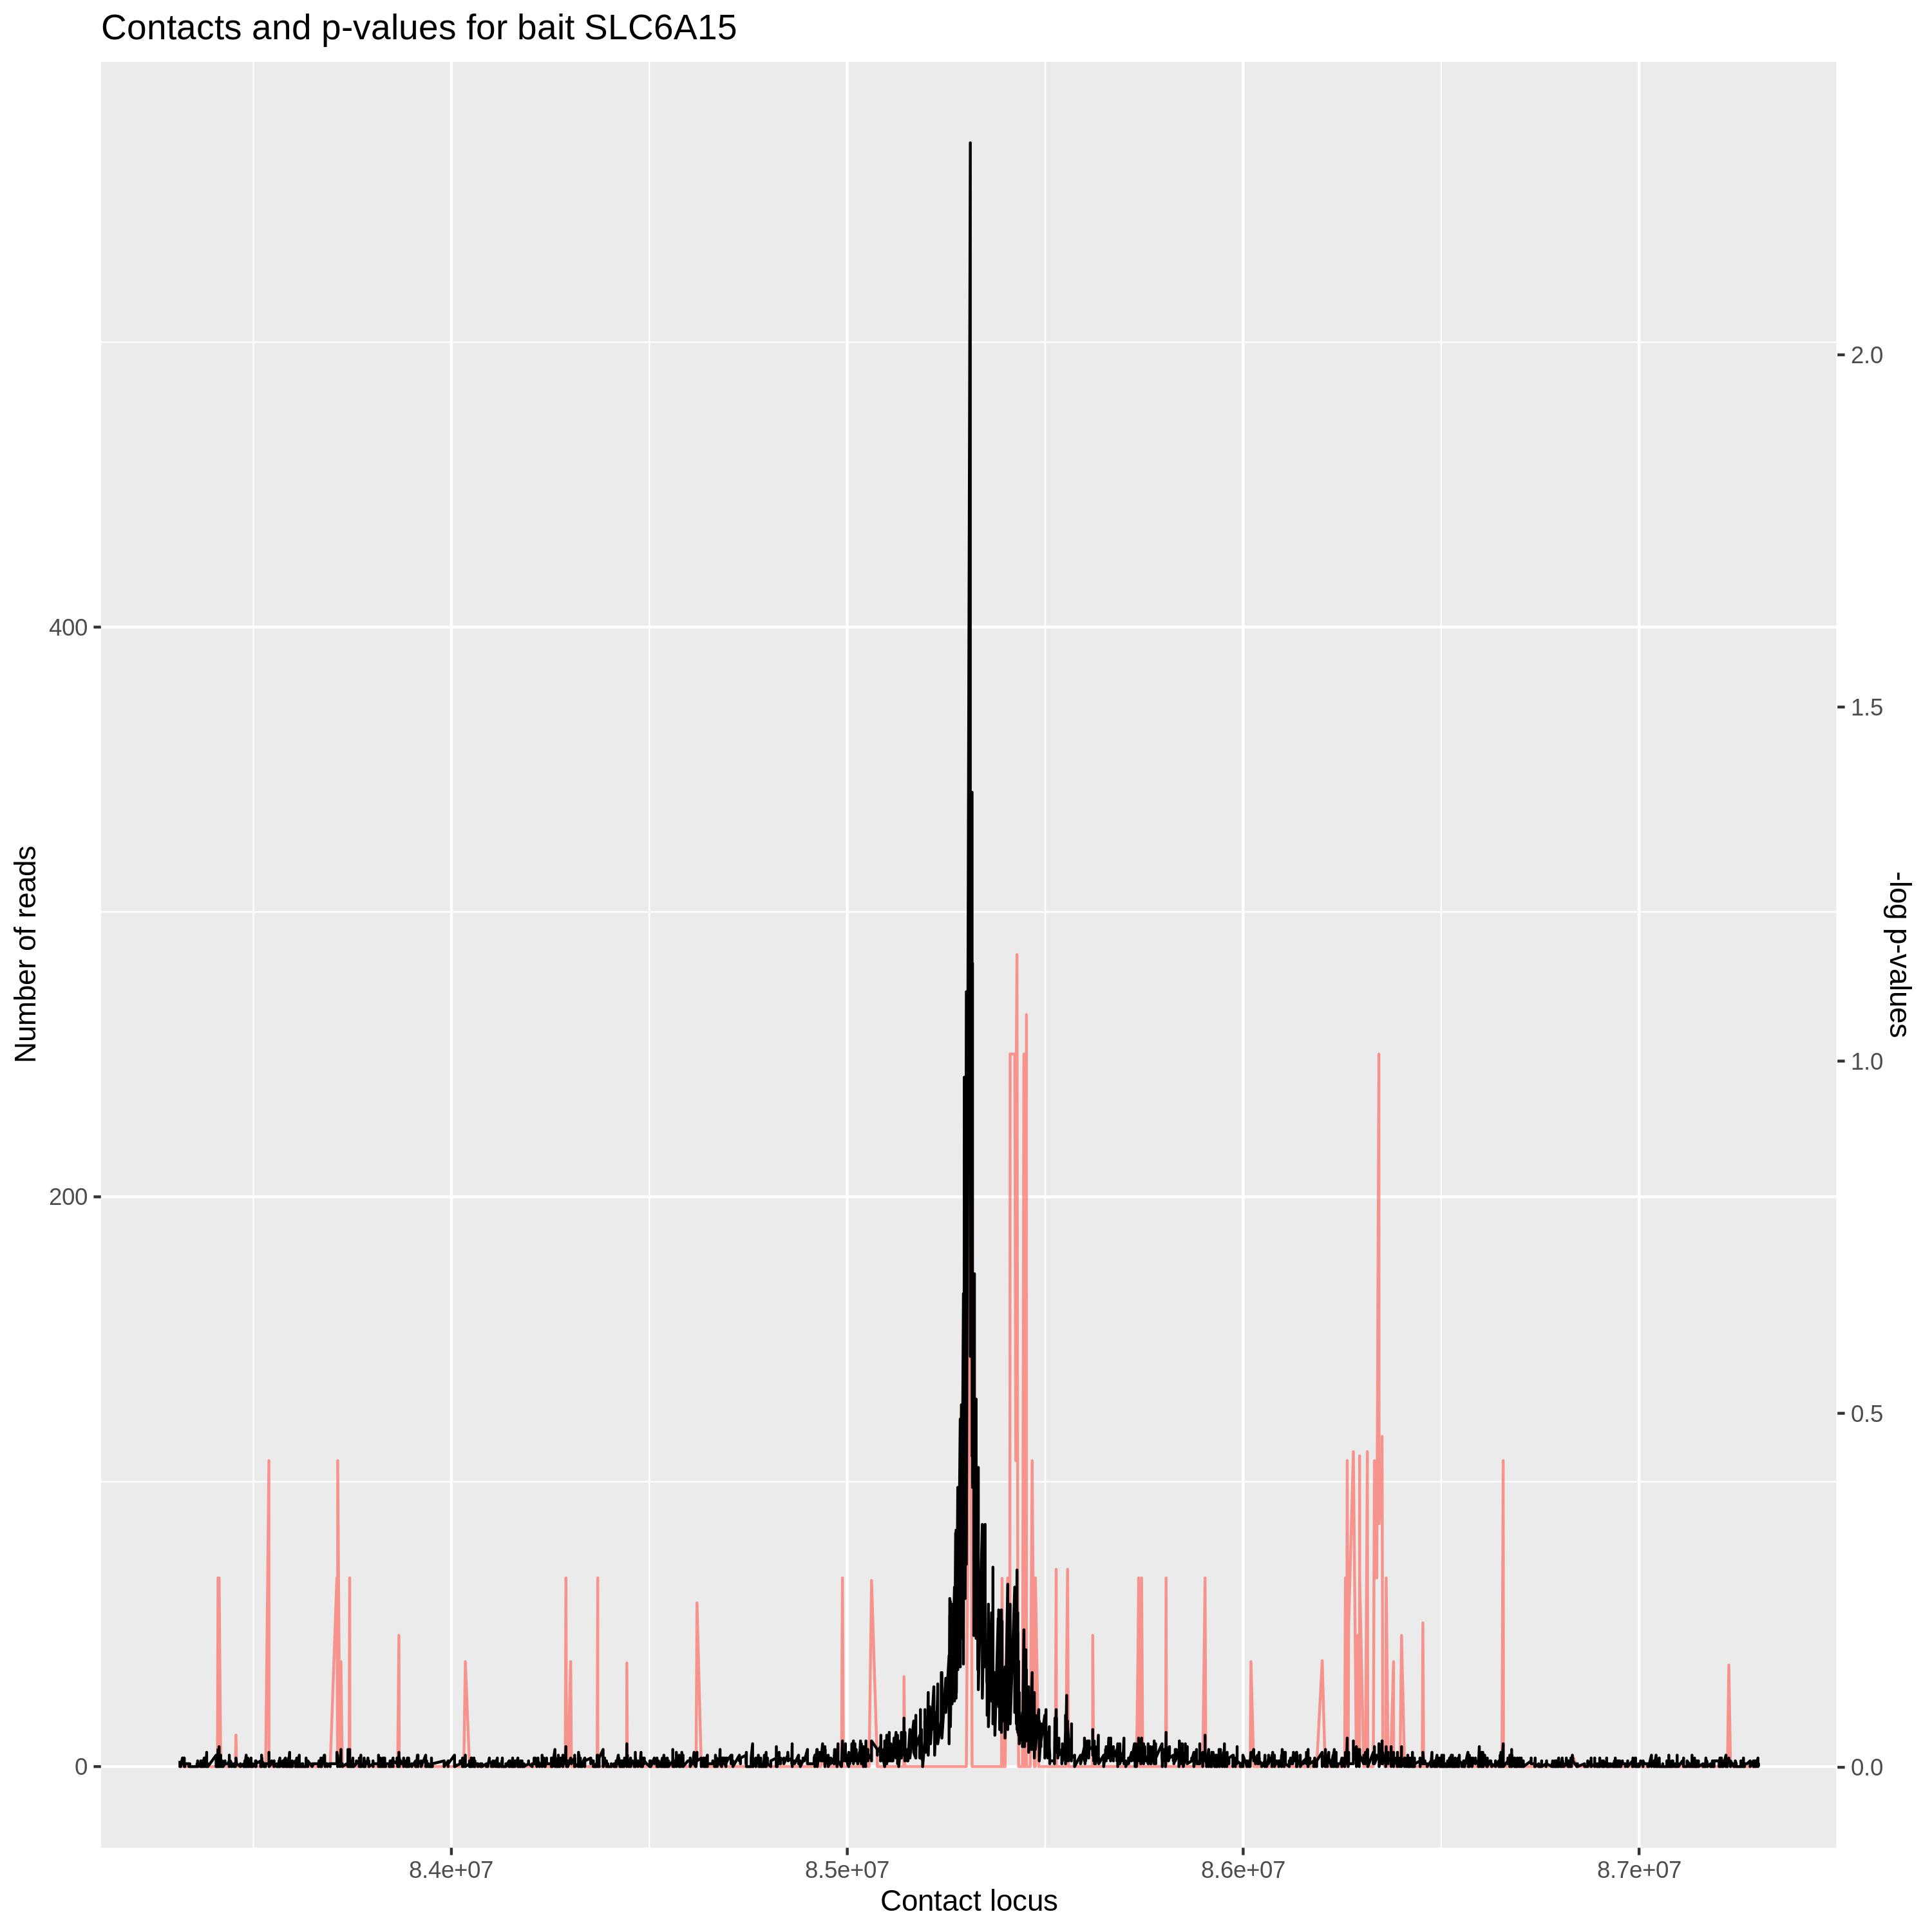 Contacts and p-values for bait SLC6A15
Number of reads
400
200
0
2.0
1.5
1.0
0.5
0.0
-log p-values
8.4e+07 8.5e+07 8.6e+07 8.7e+07
Contact locus